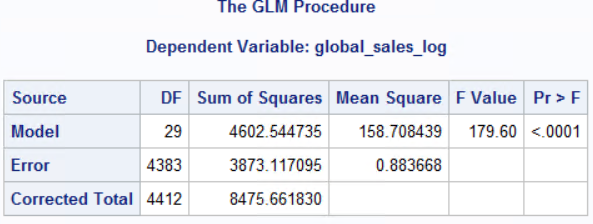 The GLM Procedure
Dependent Variable: global_sales_log
Source DF Sum of Squares Mean Square F Value Pr > F
Model 29 4602.544735 158.708439 179.60 <.0001
Error 4383 3873.117095 0.883668
Corrected Total 4412 8475.661830